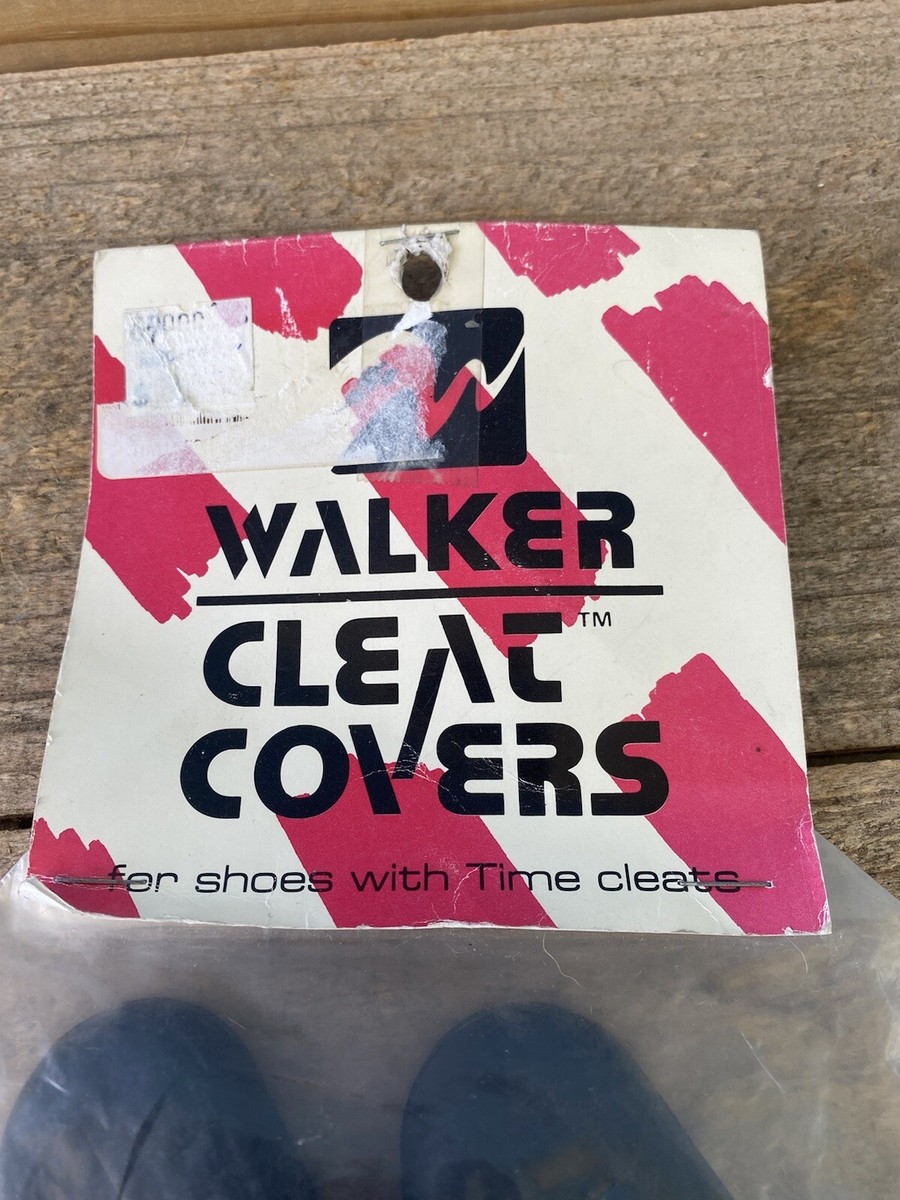 WALKER
CLEAT™
COVERS
for shoes with Time cleats